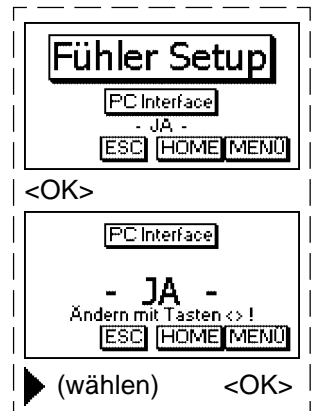 Fühler Setup
PC Interface
- JA -
ESC HOME MENÜ
<OK>
PC Interface
- JA -
Ändern mit Tasten <> !
ESC HOME MENÜ
(wählen) <OK>